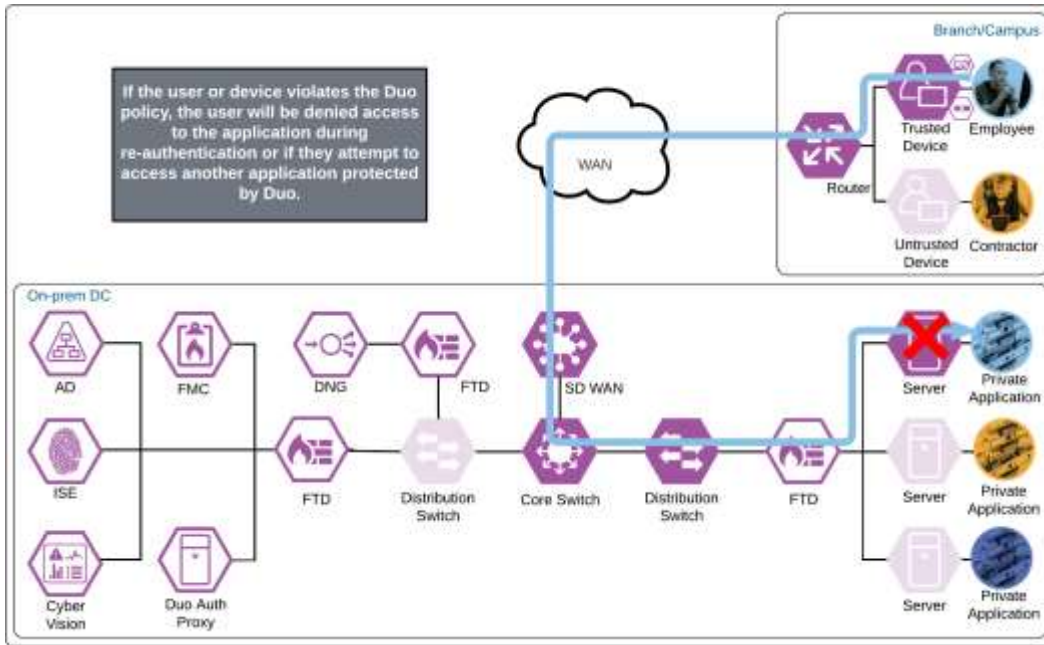 Branch/Campus
If the user or device violates the Duo
policy, the user will be denied access
to the application during
re-authentication or if they attempt to
access another application protected
by Duo.
WAN
Trusted
Device
Employee
Router
Untrusted
Device
Contractor
On-prem DC
AD
FMC
DNG
FTD
SD WAN
Server
Private
Application
ISE
FTD
Distribution
Switch
Core Switch
Distribution
Switch
FTD
Server
Private
Application
Cyber
Vision
Duo Auth
Proxy
Server
Private
Application